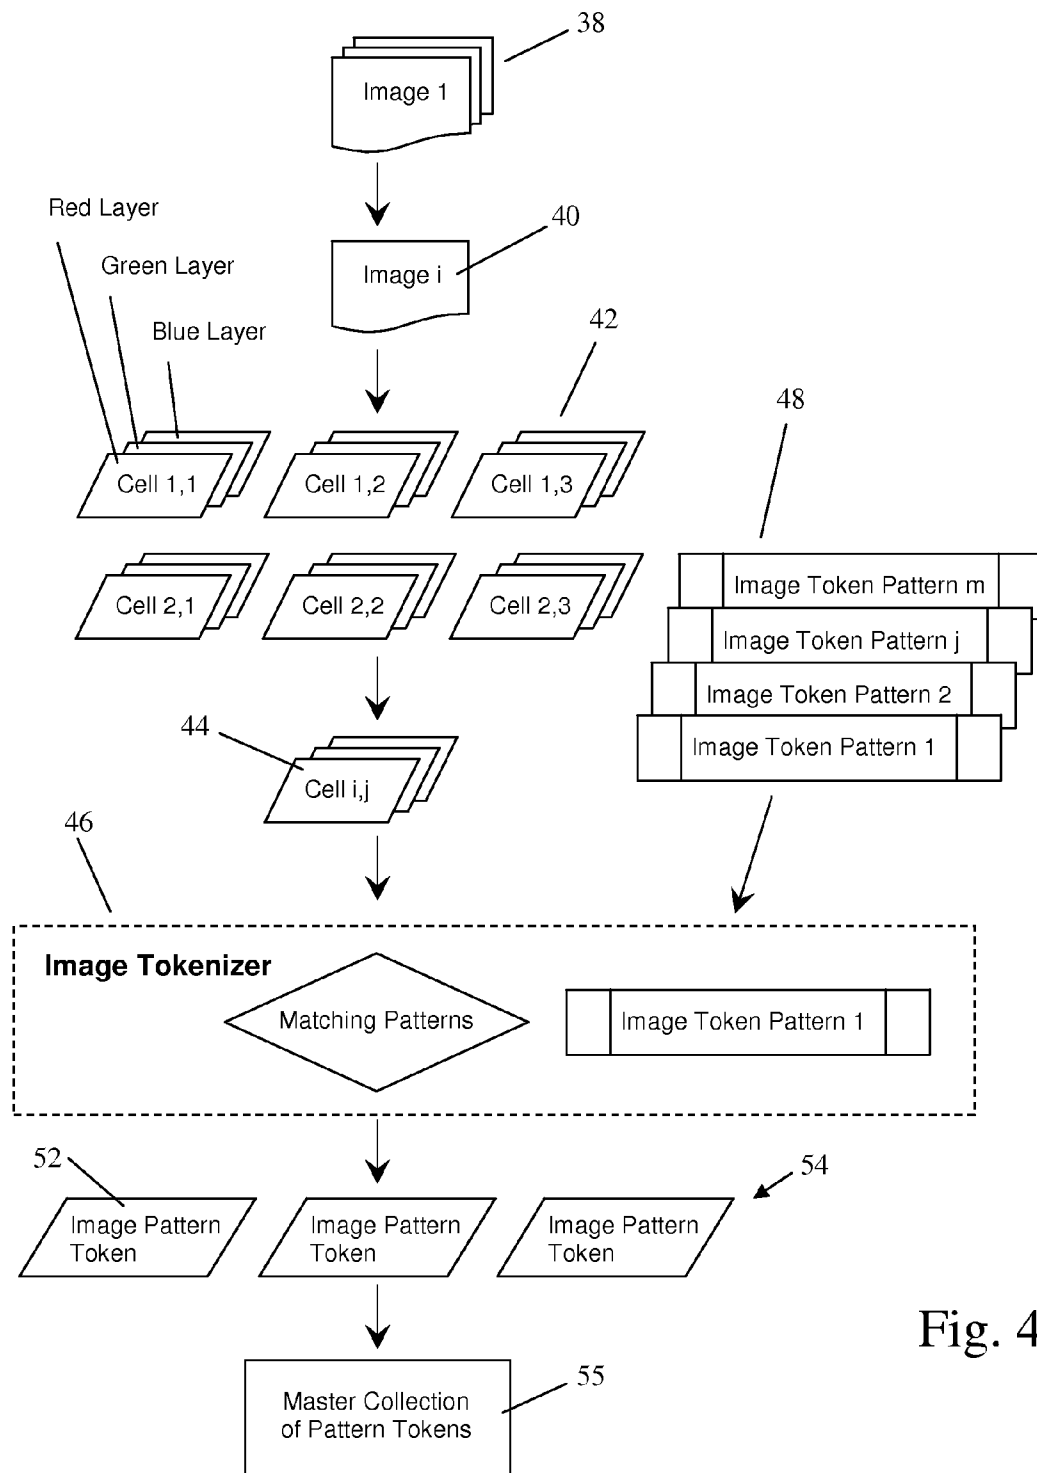 38
Image 1
Red Layer
40
Green Layer
Image i
Blue Layer
42
48
Cell 1,1
Cell 1,2
Cell 1,3
Image Token Pattern m
Cell 2,1
Cell 2,2
Cell 2,3
Image Token Pattern j
Image Token Pattern 2
44
Image Token Pattern 1
Cell i,j
46
Image Tokenizer
Matching Patterns
Image Token Pattern 1
52
54
Image Pattern
Token
Image Pattern
Token
Image Pattern
Token
Fig. 4
55
Master Collection
of Pattern Tokens